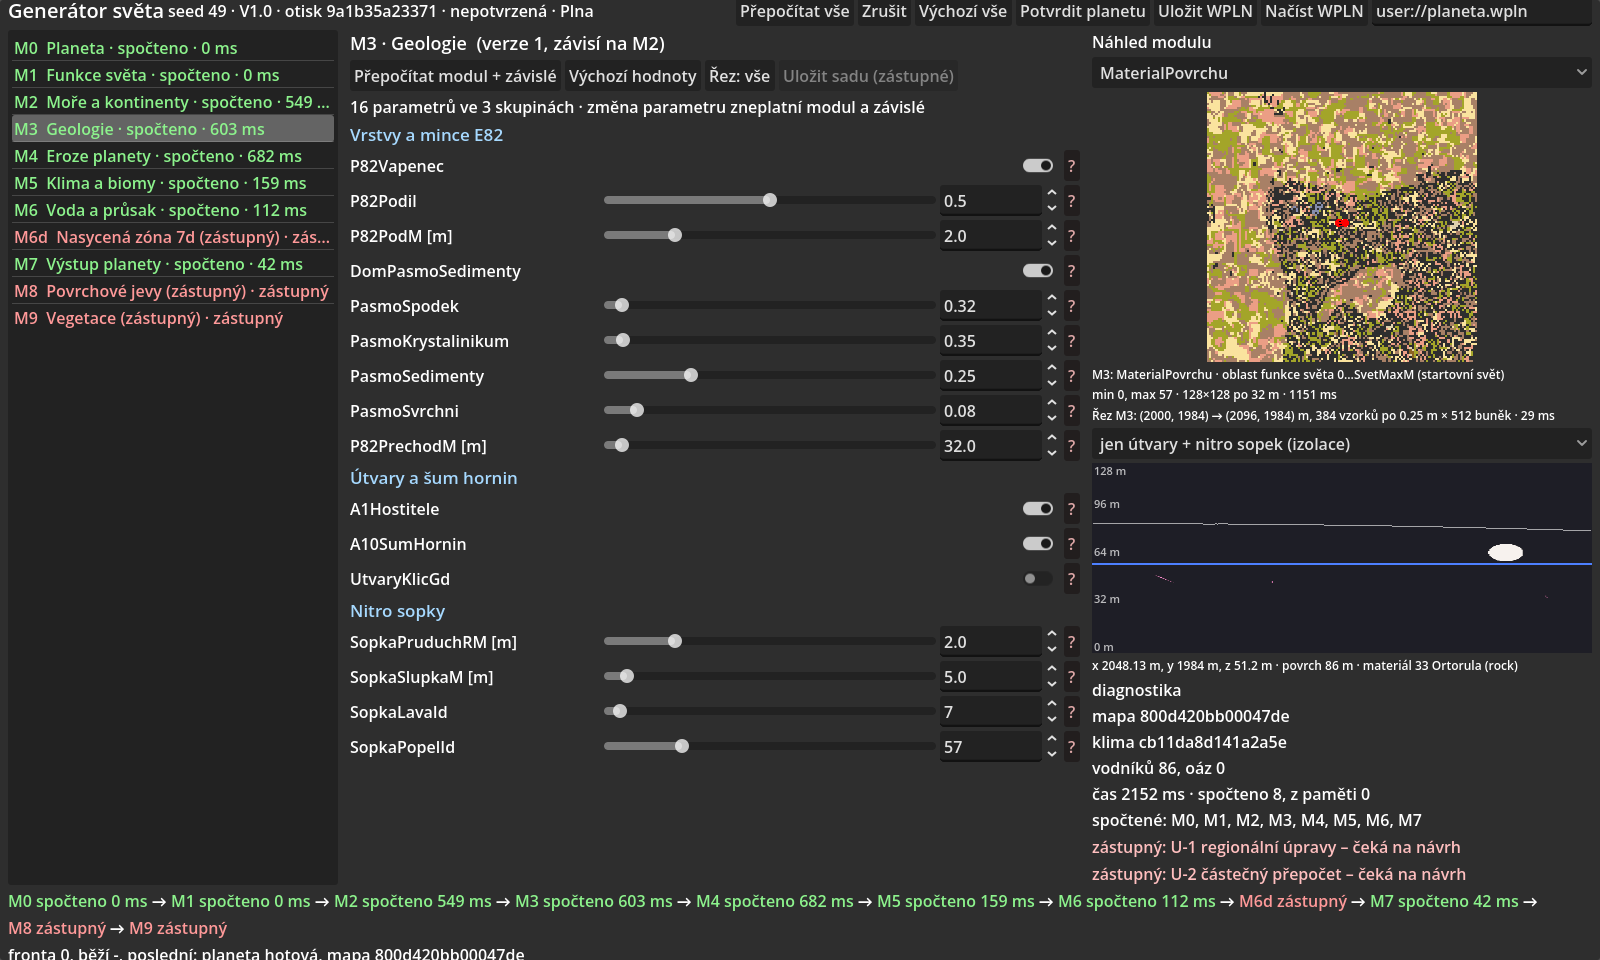 Generátor světa seed 49 · V1.0 · otisk 9a1b35a23371 · nepotvrzená · Plna
Přepočítat vše Zrušit Výchozí vše Potvrdit planetu Uložit WPLN Načíst WPLN user://planeta.wpln
M0 Planeta · spočteno · 0 ms
M1 Funkce světa · spočteno · 0 ms
M2 Moře a kontinenty · spočteno · 549 ...
M3 Geologie · spočteno · 603 ms
M4 Eroze planety · spočteno · 682 ms
M5 Klima a biomy · spočteno · 159 ms
M6 Voda a průsak · spočteno · 112 ms
M6d Nasycená zóna 7d (zástupný) · zás...
M7 Výstup planety · spočteno · 42 ms
M8 Povrchové jevy (zástupný) · zástupný
M9 Vegetace (zástupný) · zástupný
M3 · Geologie (verze 1, závisí na M2)
Přepočítat modul + závislé Výchozí hodnoty Řez: vše Uložit sadu (zástupné)
16 parametrů ve 3 skupinách · změna parametru zneplatní modul a závislé
Vrstvy a mince E82
P82Vapenec ?
P82Podil 0.5 ?
P82PodM [m] 2.0 ?
DomPasmoSedimenty ?
PasmoSpodek 0.32 ?
PasmoKrystalinikum 0.35 ?
PasmoSedimenty 0.25 ?
PasmoSvrchni 0.08 ?
P82PrechodM [m] 32.0 ?
Útvary a šum hornin
A1Hostitele ?
A10SumHornin ?
UtvaryKlicGd ?
Nitro sopky
SopkaPruduchRM [m] 2.0 ?
SopkaSlupkaM [m] 5.0 ?
SopkaLavaId 7 ?
SopkaPopelId 57 ?
Náhled modulu
MaterialPovrchu
M3: MaterialPovrchu · oblast funkce světa 0...SvetMaxM (startovní svět)
min 0, max 57 · 128×128 po 32 m · 1151 ms
Řez M3: (2000, 1984) → (2096, 1984) m, 384 vzorků po 0.25 m × 512 buněk · 29 ms
jen útvary + nitro sopek (izolace)
128 m
96 m
64 m
32 m
0 m
x 2048.13 m, y 1984 m, z 51.2 m · povrch 86 m · materiál 33 Ortorula (rock)
diagnostika
mapa 800d420bb00047de
klima cb11da8d141a2a5e
vodníků 86, oáz 0
čas 2152 ms · spočteno 8, z paměti 0
spočtené: M0, M1, M2, M3, M4, M5, M6, M7
zástupný: U-1 regionální úpravy – čeká na návrh
zástupný: U-2 částečný přepočet – čeká na návrh
M0 spočteno 0 ms → M1 spočteno 0 ms → M2 spočteno 549 ms → M3 spočteno 603 ms → M4 spočteno 682 ms → M5 spočteno 159 ms → M6 spočteno 112 ms → M6d zástupný → M7 spočteno 42 ms →
M8 zástupný → M9 zástupný
fronta 0, běží -, poslední: planeta hotová, mapa 800d420bb00047de